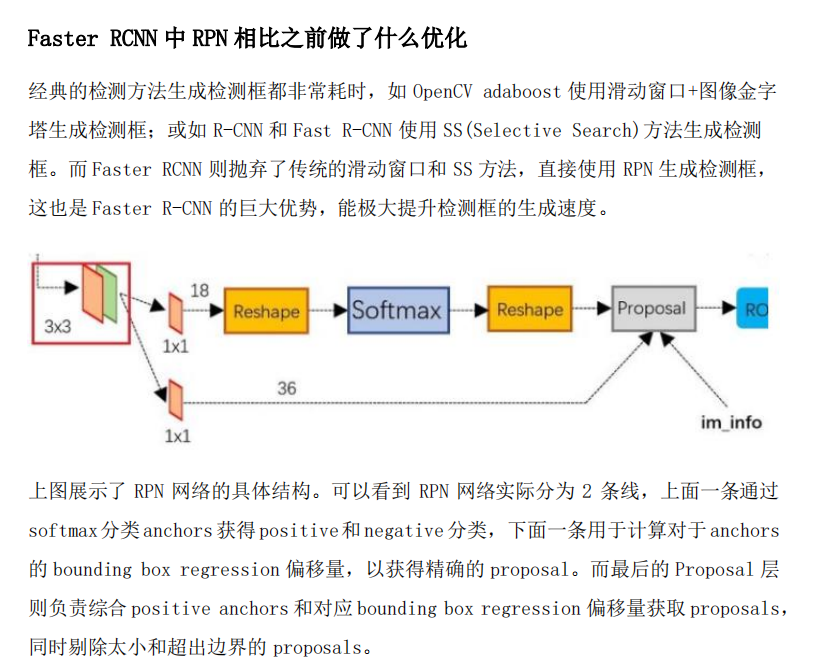 Faster RCNN 中 RPN 相比之前做了什么优化
经典的检测方法生成检测框都非常耗时，如 OpenCV adaboost 使用滑动窗口+图像金字
塔生成检测框；或如 R-CNN 和 Fast R-CNN 使用 SS(Selective Search)方法生成检测
框。而 Faster RCNN 则抛弃了传统的滑动窗口和 SS 方法，直接使用 RPN 生成检测框，
这也是 Faster R-CNN 的巨大优势，能极大提升检测框的生成速度。
3x3
18
1x1
Reshape
Softmax
Reshape
Proposal
RO
36
1x1
im_info
上图展示了 RPN 网络的具体结构。可以看到 RPN 网络实际分为 2 条线，上面一条通过
softmax 分类 anchors 获得 positive 和 negative 分类，下面一条用于计算对于 anchors
的 bounding box regression 偏移量，以获得精确的 proposal。而最后的 Proposal 层
则负责综合 positive anchors 和对应 bounding box regression 偏移量获取 proposals，
同时剔除太小和超出边界的 proposals。